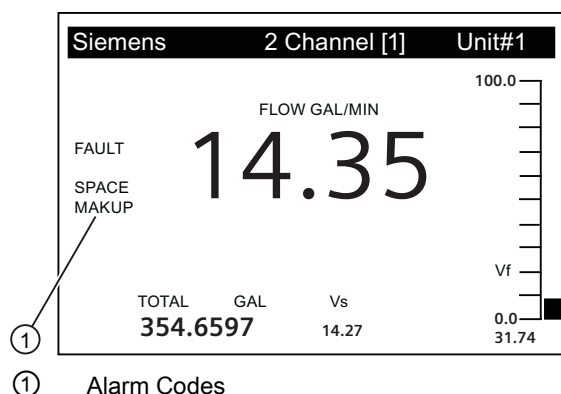 Siemens 2 Channel [1] Unit#1
100.0
FLOW GAL/MIN
14.35
FAULT
SPACE
MAKUP
Vf
TOTAL GAL Vs
354.6597 14.27
0.0
31.74
1
1 Alarm Codes